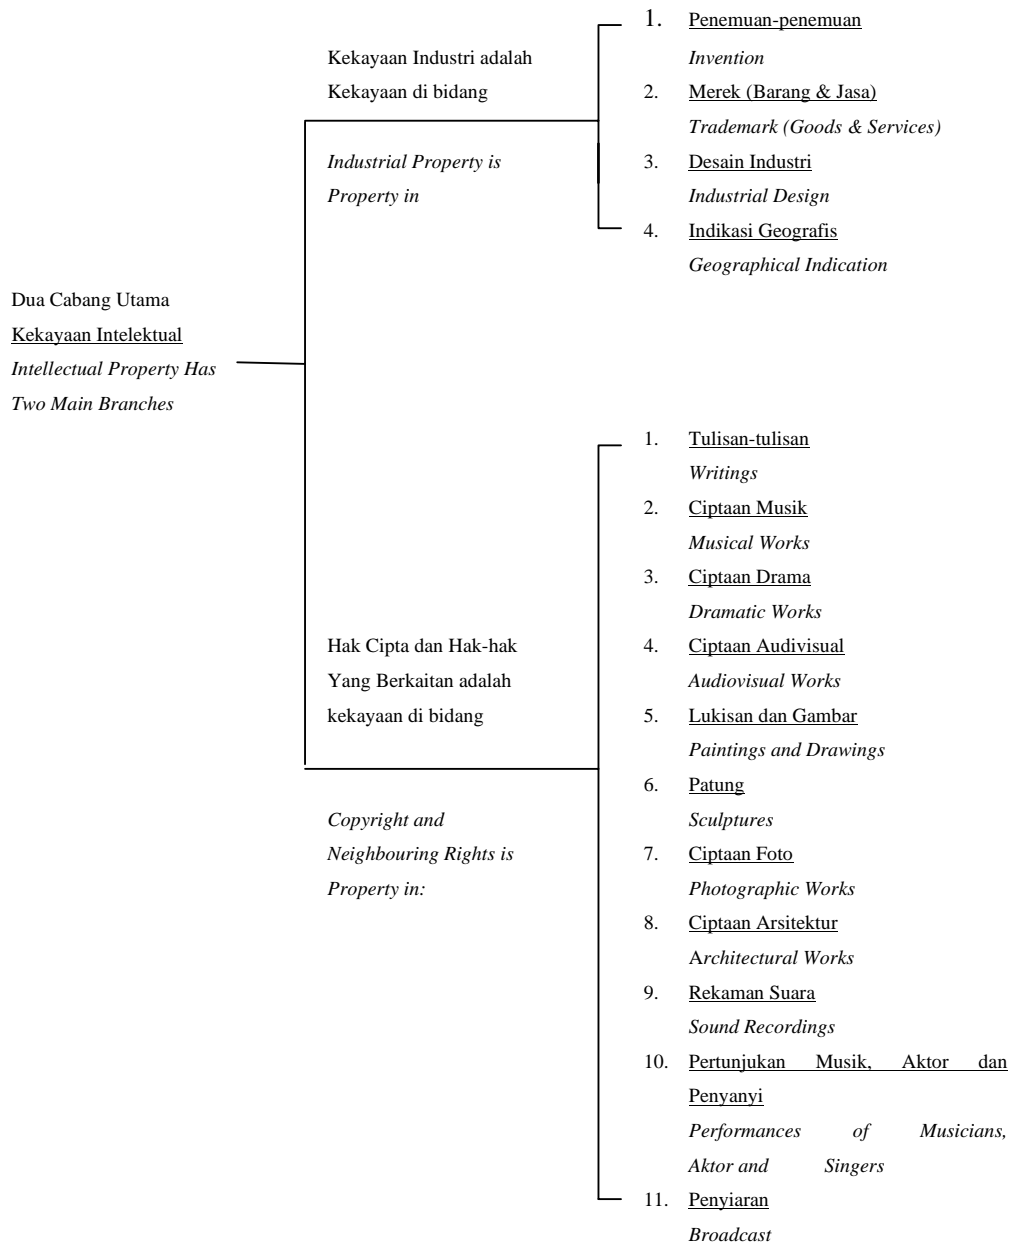 Dua Cabang Utama
Kekayaan Intelektual
Intellectual Property Has
Two Main Branches
Kekayaan Industri adalah
Kekayaan di bidang
Industrial Property is
Property in
1. Penemuan-penemuan
Invention
2. Merek (Barang & Jasa)
Trademark (Goods & Services)
3. Desain Industri
Industrial Design
4. Indikasi Geografis
Geographical Indication
Hak Cipta dan Hak-hak
Yang Berkaitan adalah
kekayaan di bidang
Copyright and
Neighbouring Rights is
Property in:
1. Tulisan-tulisan
Writings
2. Ciptaan Musik
Musical Works
3. Ciptaan Drama
Dramatic Works
4. Ciptaan Audivisual
Audiovisual Works
5. Lukisan dan Gambar
Paintings and Drawings
6. Patung
Sculptures
7. Ciptaan Foto
Photographic Works
8. Ciptaan Arsitektur
Architectural Works
9. Rekaman Suara
Sound Recordings
10. Pertunjukan Musik, Aktor dan
Penyanyi
Performances of Musicians,
Aktor and Singers
11. Penyiaran
Broadcast